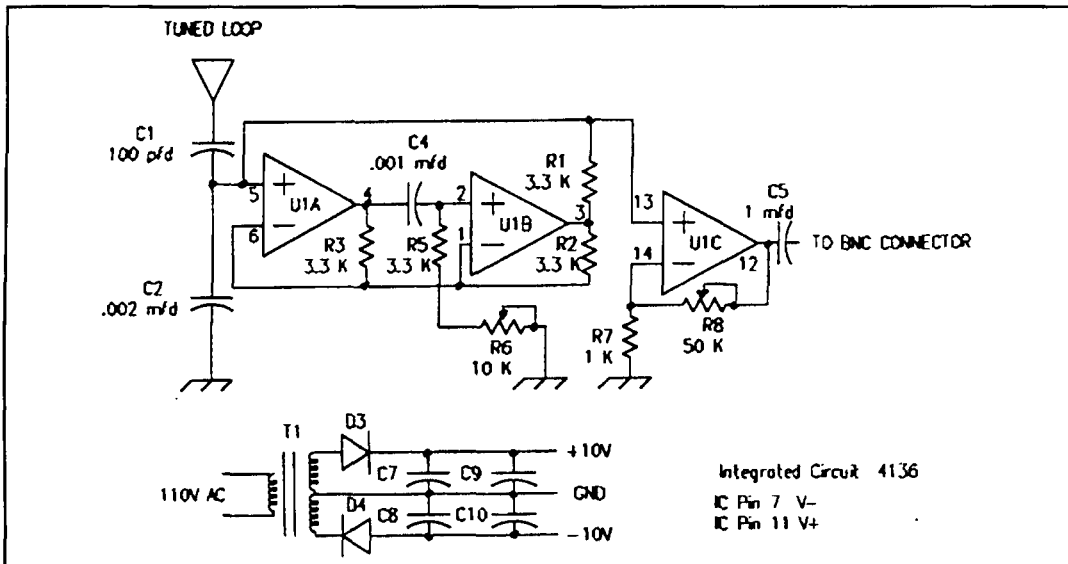 TUNED LOOP
C1
100 pfd
C4
.001 mfd
R1
3.3 K
5
+
U1A
4
6
−
2
+
U1B
3
1
−
R3
3.3 K
R5
3.3 K
R2
3.3 K
13
+
U1C
14
−
12
C5
1 mfd
TO BNC CONNECTOR
C2
.002 mfd
R6
10 K
R7
1 K
R8
50 K
T1
110V AC
D3
D4
C7
C9
C8
C10
+10V
GND
-10V
Integrated Circuit 4136
IC Pin 7 V-
IC Pin 11 V+